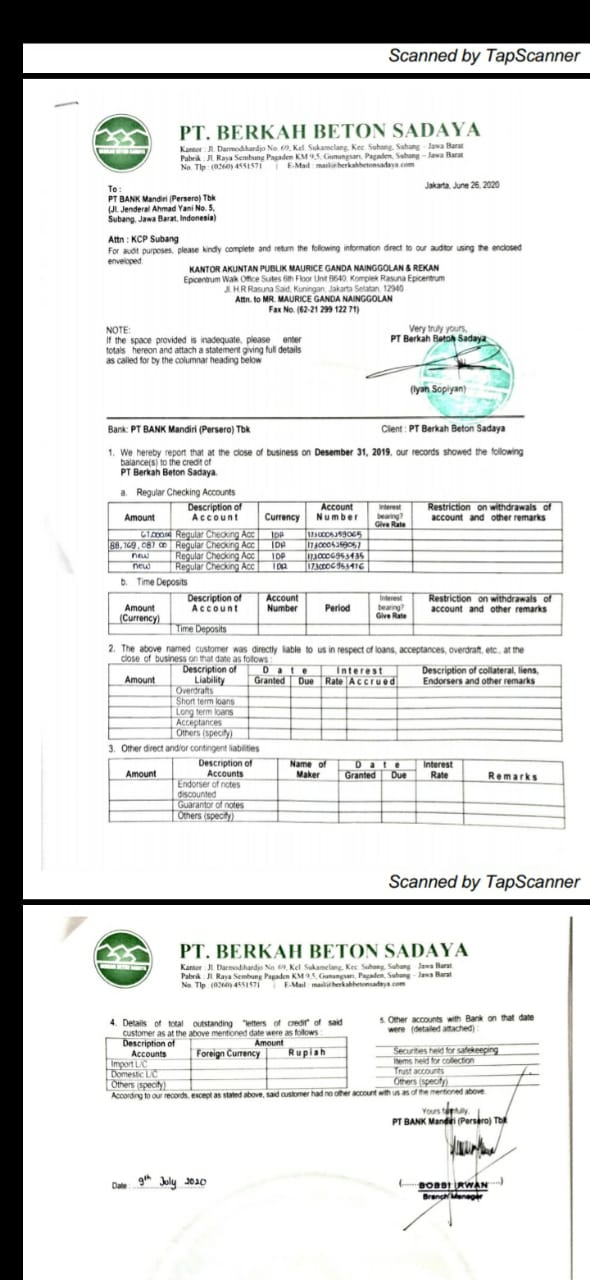 Scanned by TapScanner
PT. BERKAH BETON SADAYA
Kantor : Jl. Darmodihardjo No. 69, Kel. Sukamelang, Kec. Subang, Subang – Jawa Barat
Pabrik : Jl. Raya Sembung Pagaden KM 9,5, Gunungsari, Pagaden, Subang – Jawa Barat
No. Tlp : (0260) 4551571 | E-Mail : mail@berkahbetonsadaya.com
Jakarta, June 26, 2020
To :
PT BANK Mandiri (Persero) Tbk
(Jl. Jenderal Ahmad Yani No. 5,
Subang, Jawa Barat, Indonesia)
Attn : KCP Subang
For audit purposes, please kindly complete and return the following information direct to our auditor using the enclosed
enveloped.
KANTOR AKUNTAN PUBLIK MAURICE GANDA NAINGGOLAN & REKAN
Epicentrum Walk Office Suites 6th Floor Unit B640. Komplek Rasuna Epicentrum
Jl. H.R Rasuna Said, Kuningan, Jakarta Selatan, 12940
Attn. to MR. MAURICE GANDA NAINGGOLAN
Fax No. (62-21 299 122 71)
NOTE:
If the space provided is inadequate, please enter
totals hereon and attach a statement giving full details
as called for by the columnar heading below
Very truly yours,
PT Berkah Beton Sadaya
(Iyan Sopiyan)
Bank: PT BANK Mandiri (Persero) Tbk Client : PT Berkah Beton Sadaya
1. We hereby report that at the close of business on Desember 31, 2019, our records showed the following
balance(s) to the credit of
PT Berkah Beton Sadaya.
a. Regular Checking Accounts
Amount Description of Account Currency Account Number Interest bearing? Give Rate Restriction on withdrawals of account and other remarks
Regular Checking Acc IDR
88,769,087.00 Regular Checking Acc IDR
new Regular Checking Acc IDR 1730006953435
new Regular Checking Acc IDR 1730006953416
b. Time Deposits
Amount (Currency) Description of Account Account Number Period Interest bearing? Give Rate Restriction on withdrawals of account and other remarks
Time Deposits
2. The above named customer was directly liable to us in respect of loans, acceptances, overdraft, etc., at the
close of business on that date as follows :
Amount Description of Liability Date Granted Due Interest Rate Accrued Description of collateral, liens, Endorsers and other remarks
Overdrafts
Short term loans
Long term loans
Acceptances
Others (specify)
3. Other direct and/or contingent liabilities
Amount Description of Accounts Name of Maker Date Granted Due Interest Rate Remarks
Endorser of notes
discounted
Guarantor of notes
Others (specify)
Scanned by TapScanner
PT. BERKAH BETON SADAYA
Kantor : Jl. Darmodihardjo No. 69, Kel. Sukamelang, Kec. Subang, Subang – Jawa Barat
Pabrik : Jl. Raya Sembung Pagaden KM 9,5, Gunungsari, Pagaden, Subang – Jawa Barat
No. Tlp : (0260) 4551571 | E-Mail : mail@berkahbetonsadaya.com
4. Details of total outstanding "letters of credit" of said
customer as at the above mentioned date were as follows :
Description of Accounts Amount Foreign Currency Rupiah
Import L/C
Domestic L/C
Others (specify)
5. Other accounts with Bank on that date
were (detailed attached) :
Securities held for safekeeping
Items held for collection
Trust accounts
Others (specify)
According to our records, except as stated above, said customer had no other account with us as of the mentioned above.
Yours faithfully,
PT BANK Mandiri (Persero) Tbk
Date : 9th July 2020
(BOBBI IRWAN)
Branch Manager